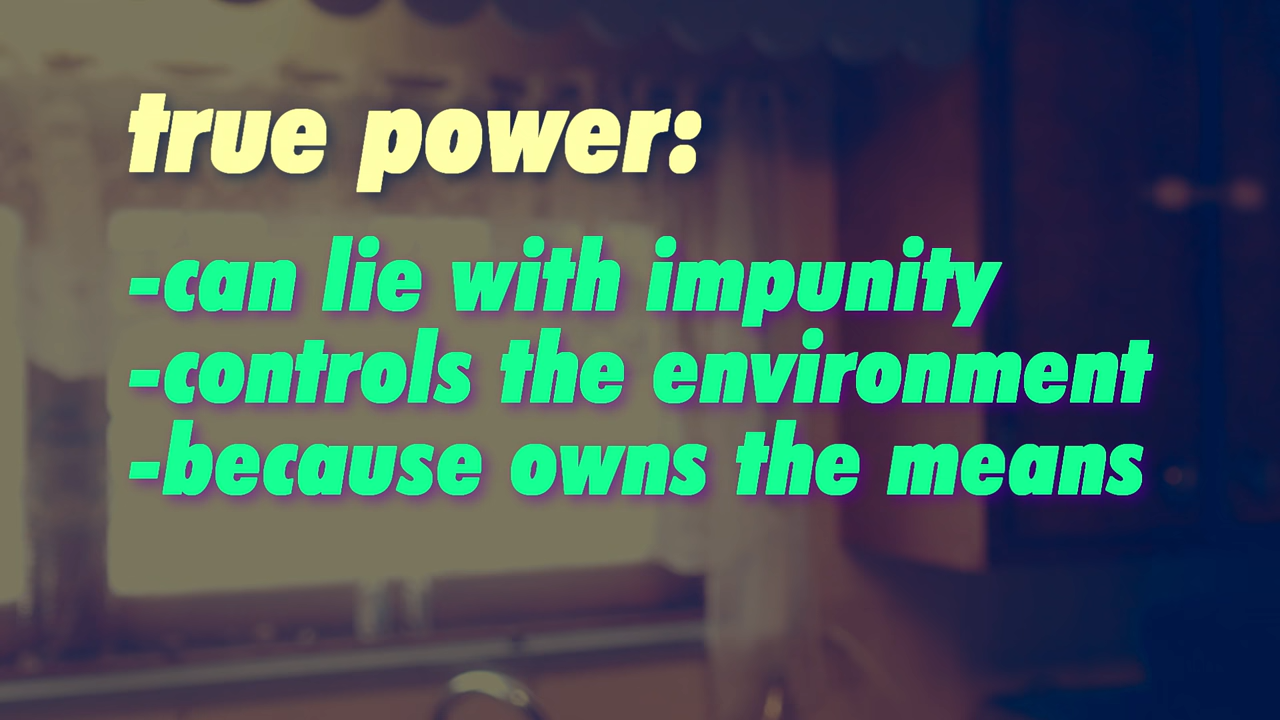 true power:
-can lie with impunity
-controls the environment
-because owns the means